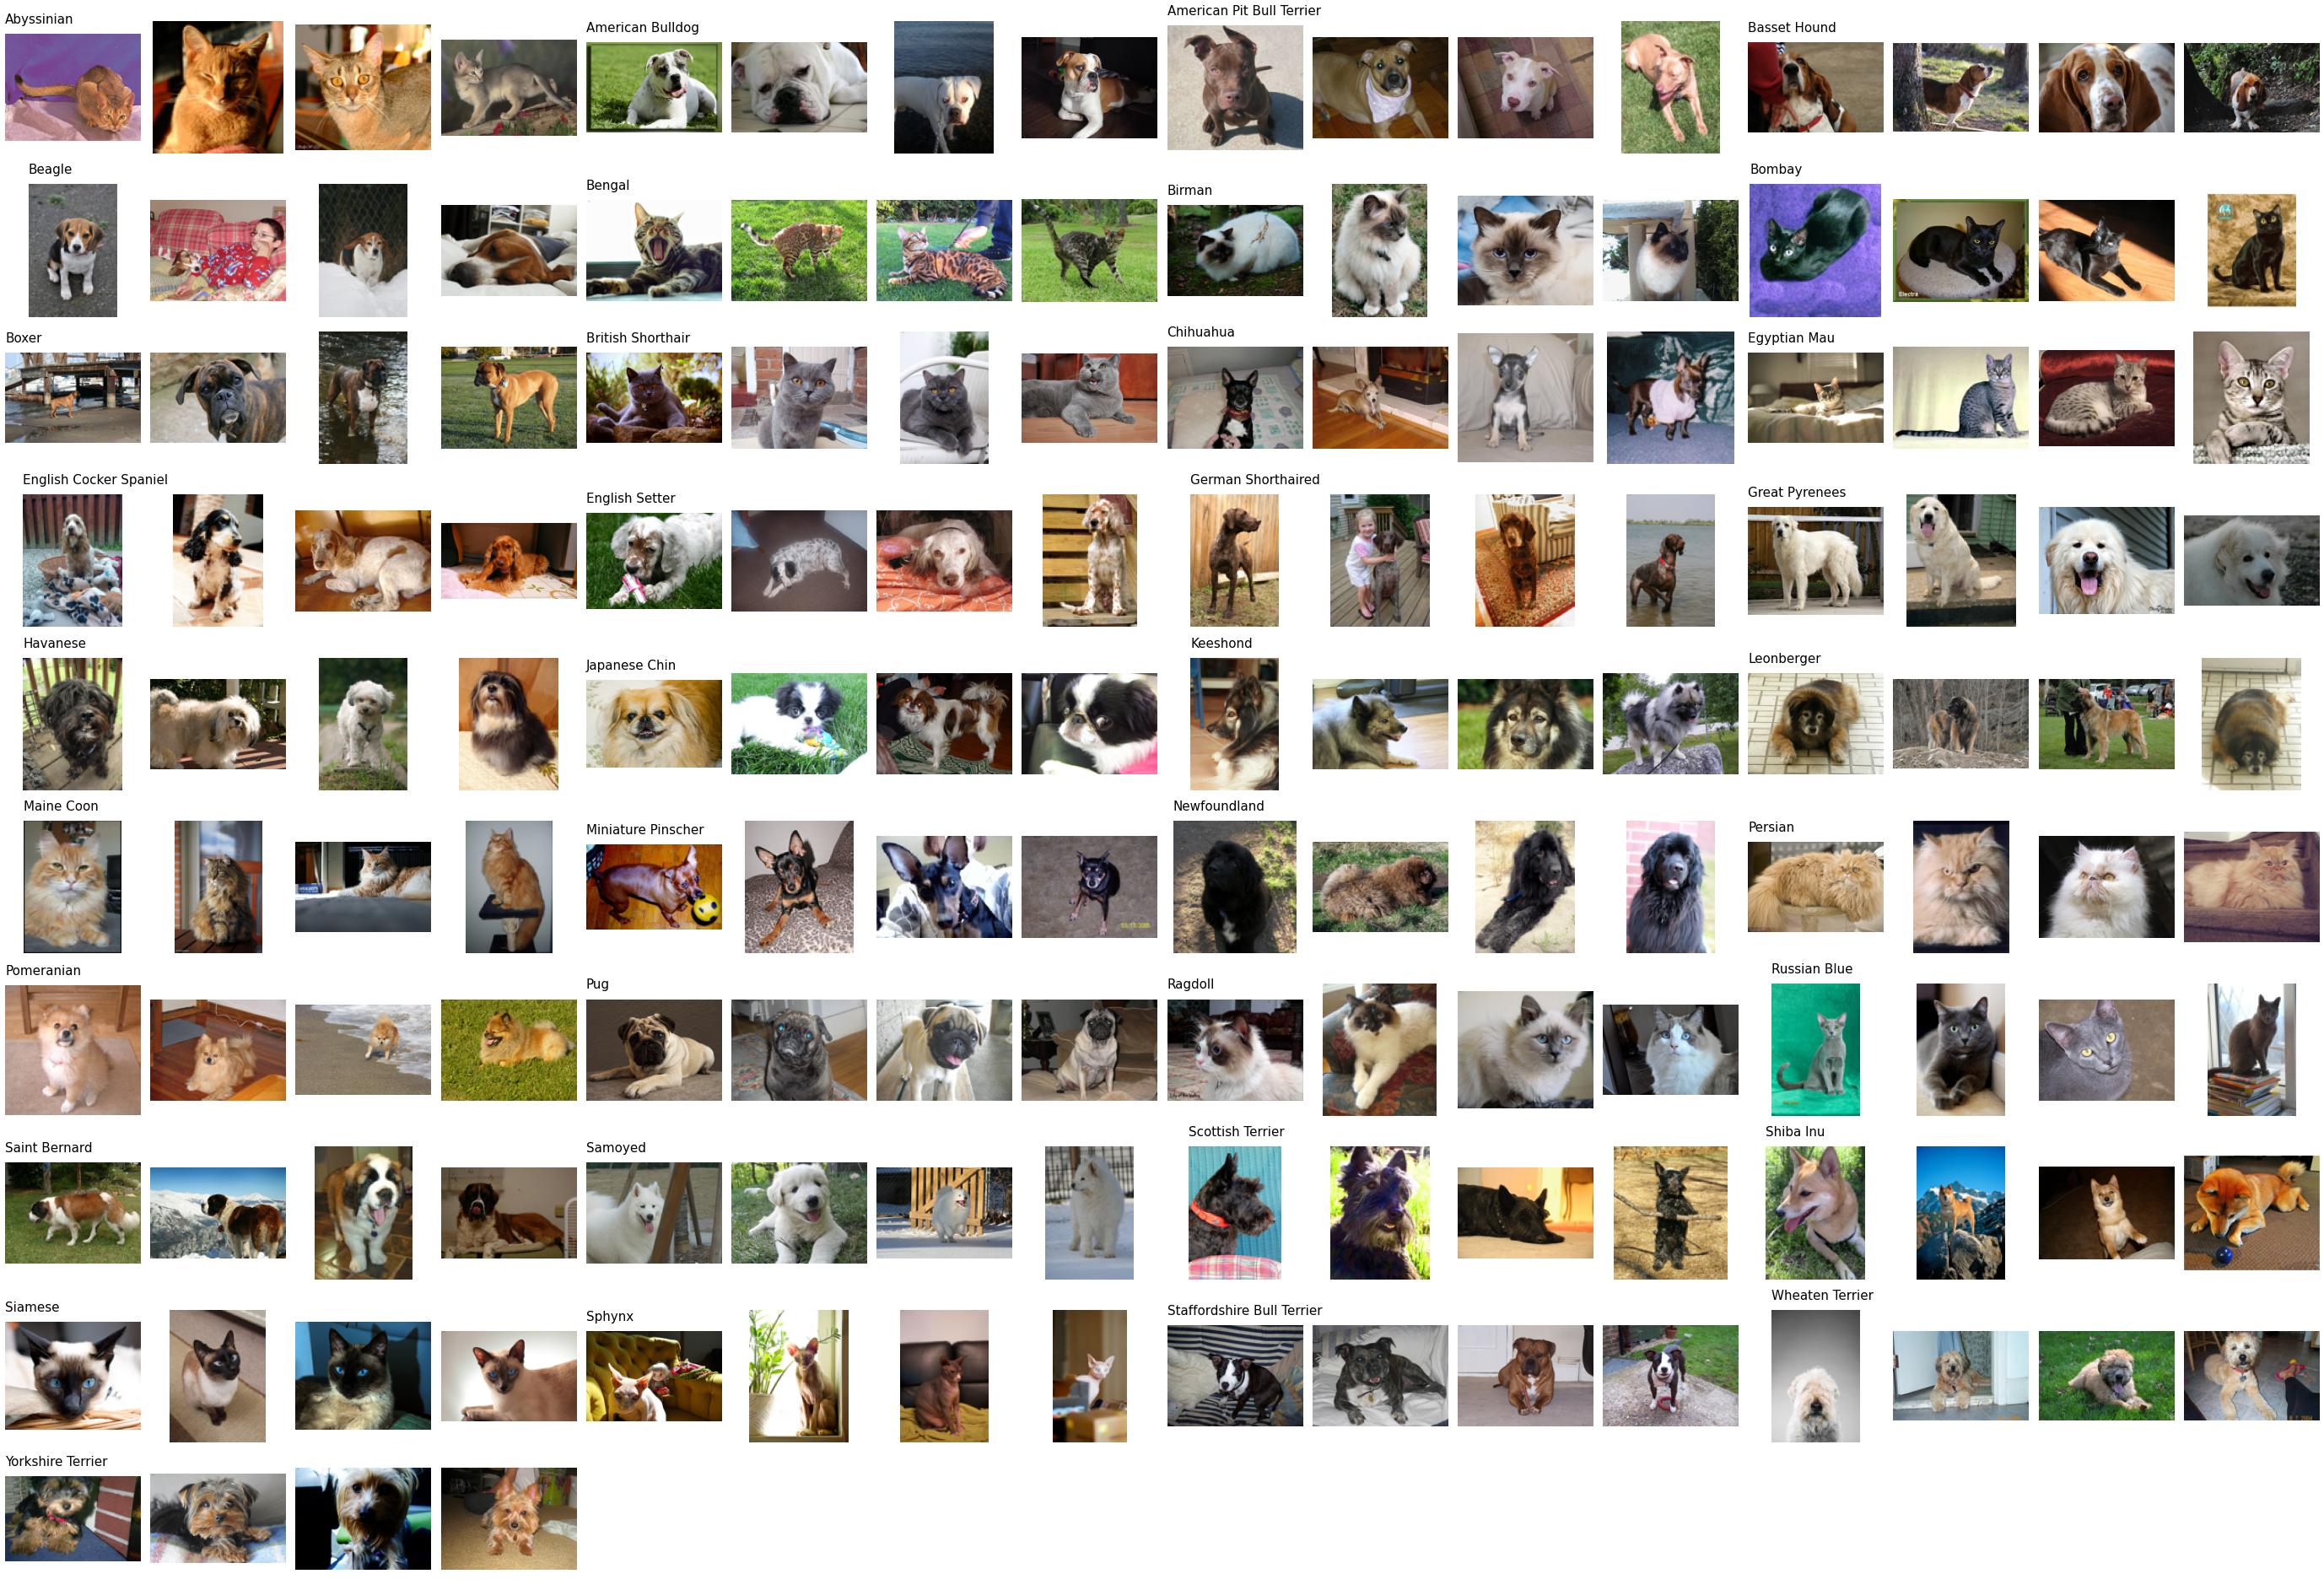 Abyssinian
American Bulldog
American Pit Bull Terrier
Basset Hound
Beagle
Bengal
Birman
Bombay
Electra
Boxer
British Shorthair
Chihuahua
Egyptian Mau
English Cocker Spaniel
English Setter
German Shorthaired
Great Pyrenees
Havanese
Japanese Chin
Keeshond
Leonberger
Maine Coon
Miniature Pinscher
Newfoundland
Persian
Pomeranian
Pug
Ragdoll
Russian Blue
Saint Bernard
Samoyed
Scottish Terrier
Shiba Inu
Siamese
Sphynx
Staffordshire Bull Terrier
Wheaten Terrier
Yorkshire Terrier